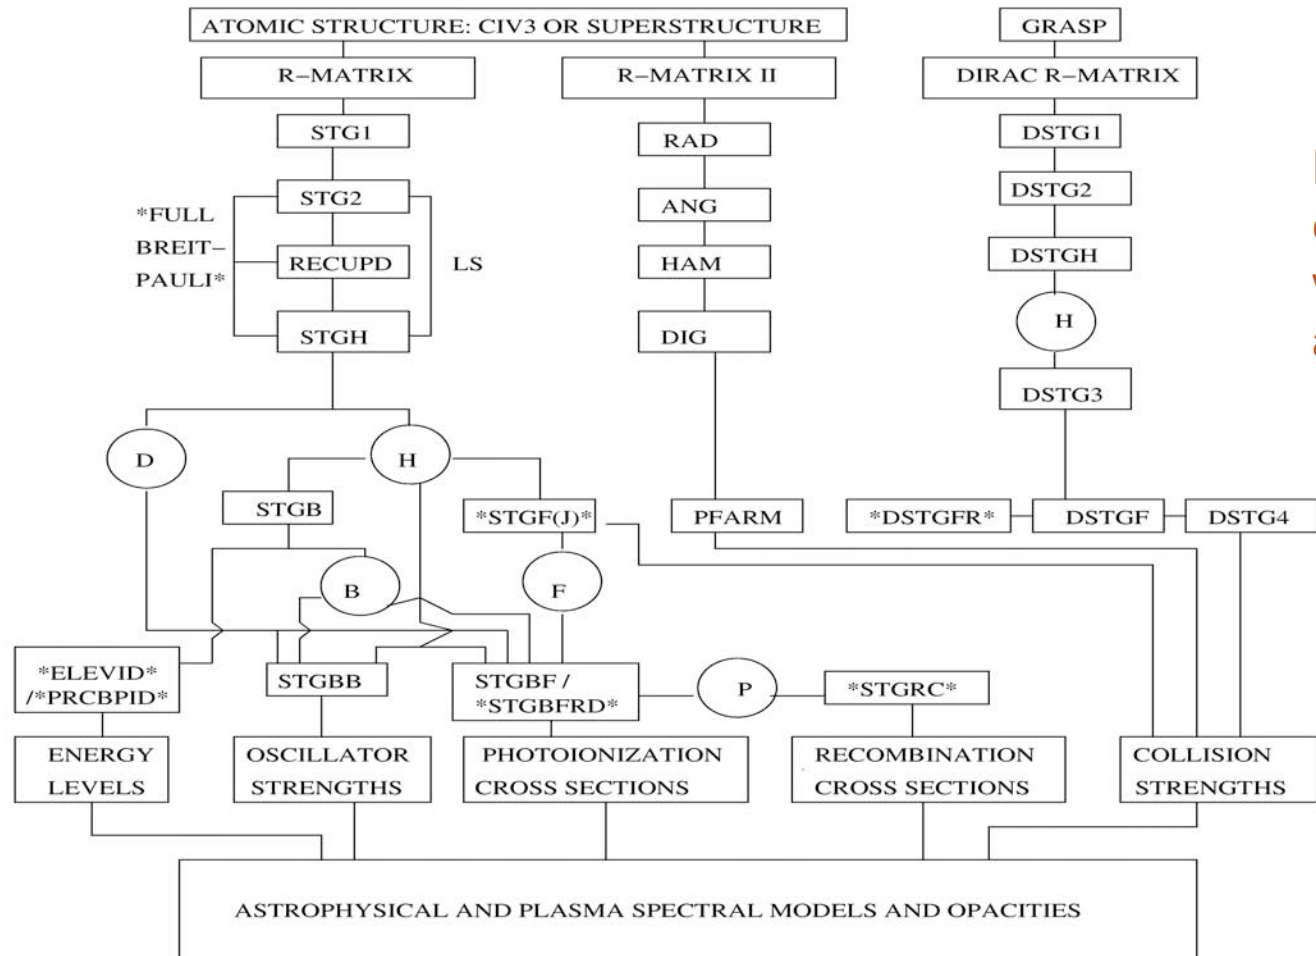 ATOMIC STRUCTURE: CIV3 OR SUPERSTRUCTURE
GRASP
R-MATRIX
R-MATRIX II
DIRAC R-MATRIX
STG1
RAD
DSTG1
STG2
ANG
DSTG2
*FULL
BREIT-
PAULI*
RECUPD
LS
HAM
DSTGH
STGH
DIG
H
DSTG3
D
H
STGB
*STGF(J)*
PFARM
*DSTGFR*
DSTGF
DSTG4
B
F
*ELEVID*
/*PRCBPID*
STGBB
STGBF /
*STGBFRD*
P
*STGRC*
ENERGY
LEVELS
OSCILLATOR
STRENGTHS
PHOTOIONIZATION
CROSS SECTIONS
RECOMBINATION
CROSS SECTIONS
COLLISION
STRENGTHS
ASTROPHYSICAL AND PLASMA SPECTRAL MODELS AND OPACITIES